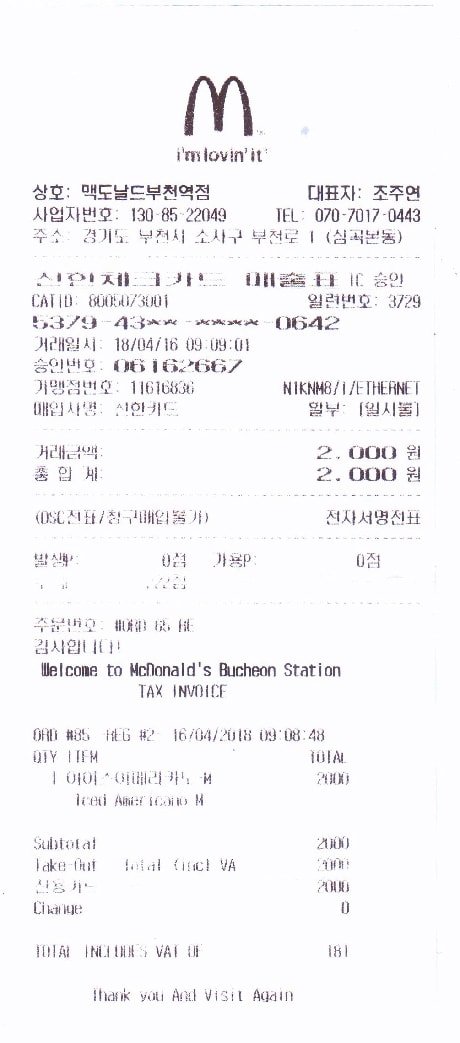 i'm lovin' it
상호: 맥도날드부천역점 대표자: 조주연
사업자번호: 130-85-22049 TEL: 070-7017-0443
주소: 경기도 부천시 소사구 부천로 1 (심곡본동)
신한체크카드 매출표 IC 승인
CATID: 8005073001 일련번호: 3729
5379-43**-****-0642
거래일시: 18/04/16 09:09:01
승인번호: 06162667
가맹점번호: 11616836 N1KNM8/1/ETHERNET
매입사명: 신한카드 할부: [일시불]
거래금액: 2.000 원
총 합 계: 2.000 원
(DSC전표/청구매입불가) 전자서명전표
발생P: 0점 가용P: 0점
주문번호: #ORD 85 RE
감사합니다!
Welcome to McDonald's Bucheon Station
TAX INVOICE
ORD #85 -REG #2- 16/04/2018 09:08:48
QTY ITEM TOTAL
1 아이스아메리카노-M 2000
Iced Americano M
Subtotal 2000
Take-Out Total (incl VA 2000
신용카드 2000
Change 0
TOTAL INCLUDES VAT OF 181
Thank you And Visit Again